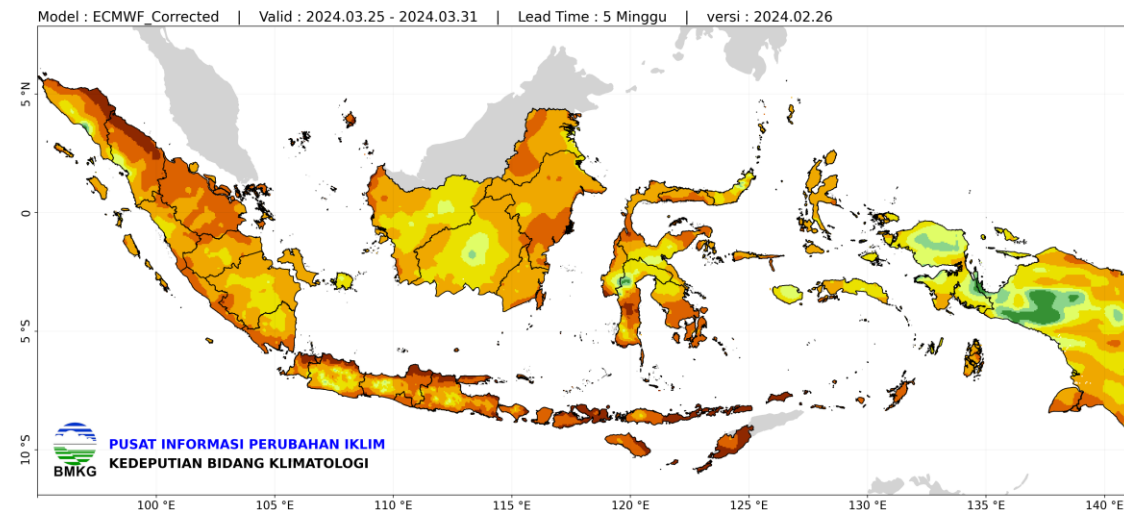 Model : ECMWF_Corrected | Valid : 2024.03.25 - 2024.03.31 | Lead Time : 5 Minggu | versi : 2024.02.26
5 °N
0
5 °S
10 °S
PUSAT INFORMASI PERUBAHAN IKLIM
KEDEPUTIAN BIDANG KLIMATOLOGI
BMKG
100 °E 105 °E 110 °E 115 °E 120 °E 125 °E 130 °E 135 °E 140 °E